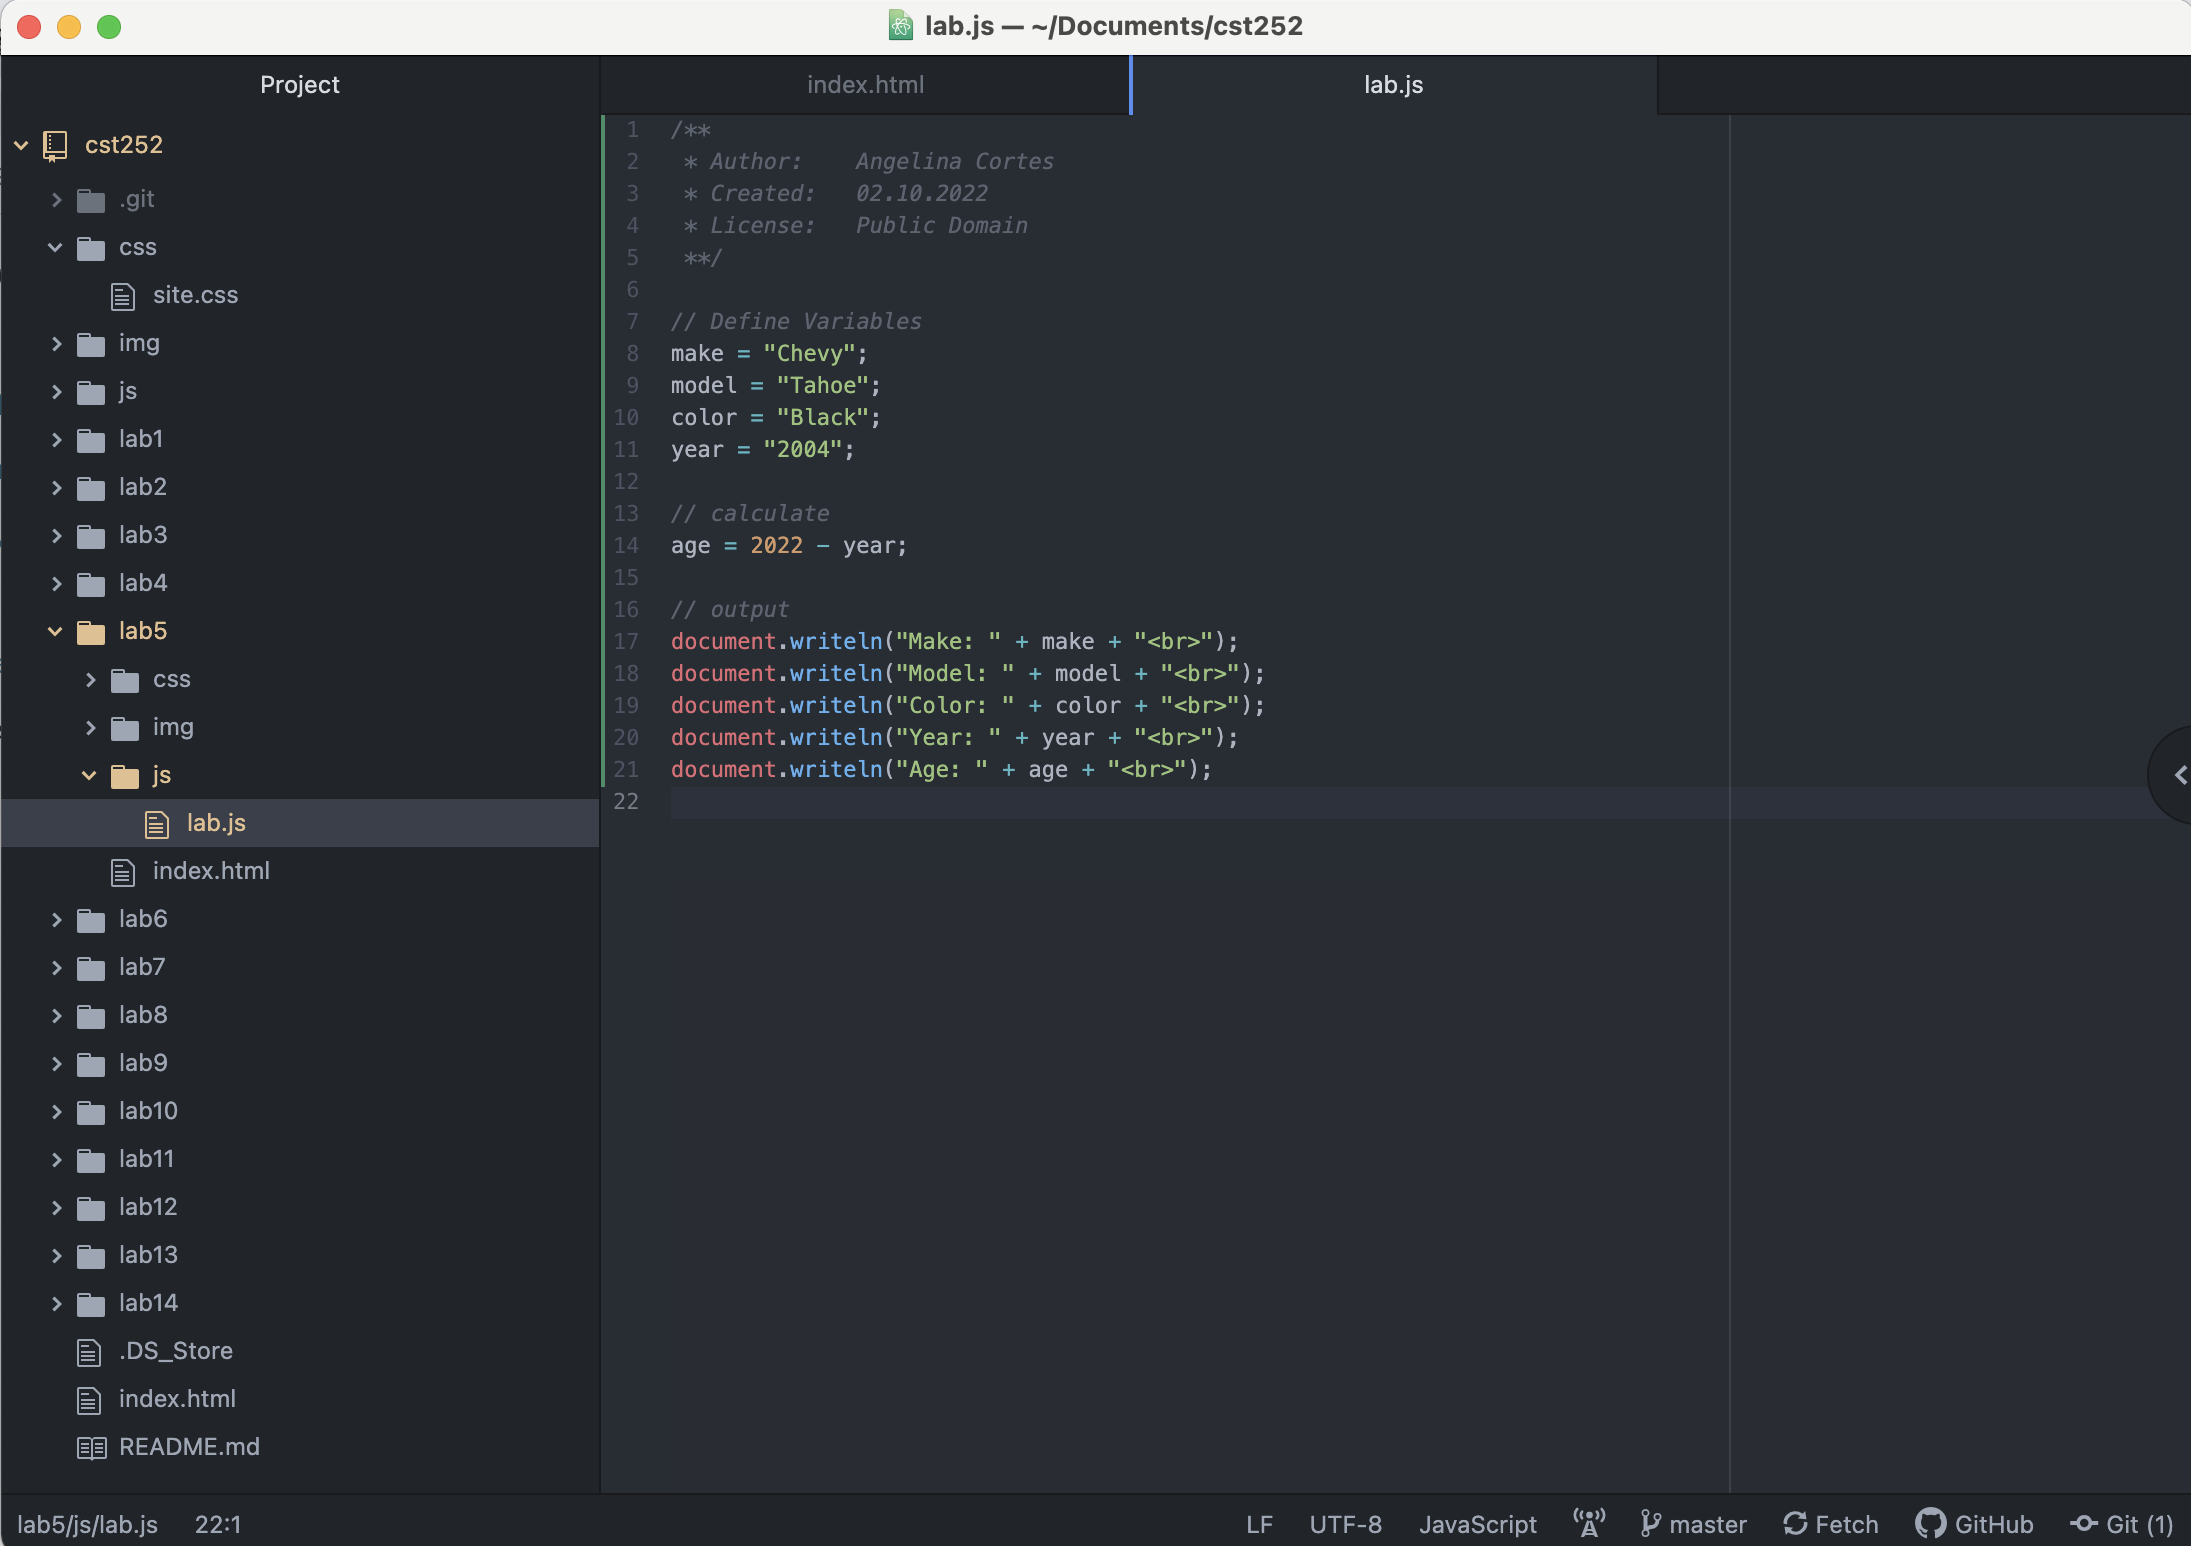 lab.js — ~/Documents/cst252
Project
cst252
.git
css
site.css
img
js
lab1
lab2
lab3
lab4
lab5
css
img
js
lab.js
index.html
lab6
lab7
lab8
lab9
lab10
lab11
lab12
lab13
lab14
.DS_Store
index.html
README.md
index.html lab.js
1 /**
2  * Author:    Angelina Cortes
3  * Created:   02.10.2022
4  * License:   Public Domain
5  **/
6
7 // Define Variables
8 make = "Chevy";
9 model = "Tahoe";
10 color = "Black";
11 year = "2004";
12
13 // calculate
14 age = 2022 - year;
15
16 // output
17 document.writeln("Make: " + make + "<br>");
18 document.writeln("Model: " + model + "<br>");
19 document.writeln("Color: " + color + "<br>");
20 document.writeln("Year: " + year + "<br>");
21 document.writeln("Age: " + age + "<br>");
22
lab5/js/lab.js 22:1 LF UTF-8 JavaScript master Fetch GitHub Git (1)